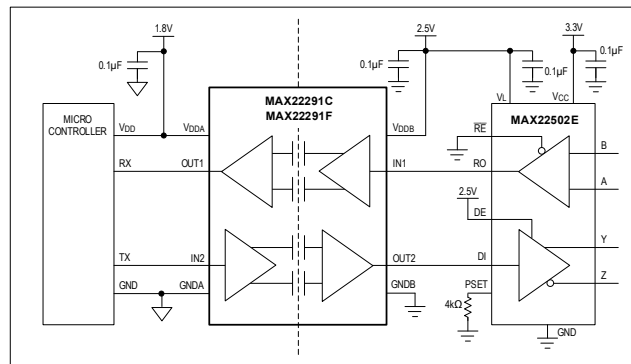 1.8V
2.5V
3.3V
0.1µF
0.1µF
0.1µF
0.1µF
MAX22291C
MAX22291F
MICRO
CONTROLLER
VDD
VDDA
VDDB
VL
VCC
MAX22502E
RE
RX
OUT1
IN1
RO
B
A
2.5V
DE
Y
TX
IN2
OUT2
DI
Z
GND
GNDA
GNDB
PSET
4kΩ
GND